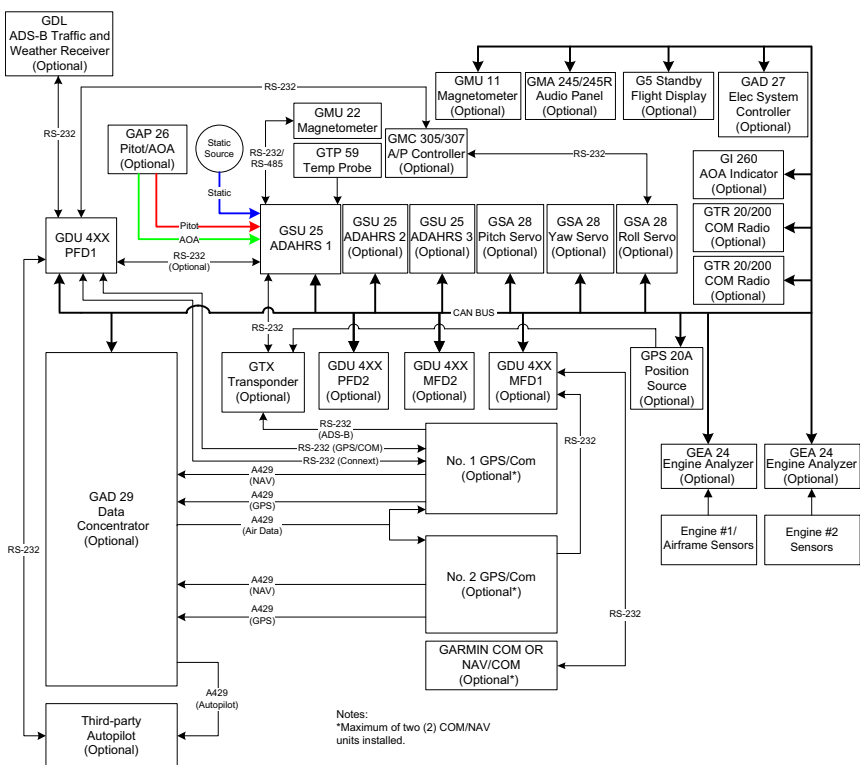 GDL
ADS-B Traffic and
Weather Receiver
(Optional)
RS-232
RS-232
GAP 26
Pitot/AOA
(Optional)
Static
Source
Static
Pitot
AOA
RS-232/
RS-485
GMU 22
Magnetometer
GTP 59
Temp Probe
GMC 305/307
A/P Controller
(Optional)
RS-232
GMU 11
Magnetometer
(Optional)
GMA 245/245R
Audio Panel
(Optional)
G5 Standby
Flight Display
(Optional)
GAD 27
Elec System
Controller
(Optional)
GI 260
AOA Indicator
(Optional)
GTR 20/200
COM Radio
(Optional)
GTR 20/200
COM Radio
(Optional)
GDU 4XX
PFD1
RS-232
(Optional)
GSU 25
ADAHRS 1
GSU 25
ADAHRS 2
(Optional)
GSU 25
ADAHRS 3
(Optional)
GSA 28
Pitch Servo
(Optional)
GSA 28
Yaw Servo
(Optional)
GSA 28
Roll Servo
(Optional)
CAN BUS
RS-232
GTX
Transponder
(Optional)
GDU 4XX
PFD2
(Optional)
GDU 4XX
MFD2
(Optional)
GDU 4XX
MFD1
(Optional)
GPS 20A
Position
Source
(Optional)
RS-232
(ADS-B)
RS-232 (GPS/COM)
RS-232 (Connext)
A429
(NAV)
A429
(GPS)
A429
(Air Data)
No. 1 GPS/Com
(Optional*)
RS-232
GEA 24
Engine Analyzer
(Optional)
GEA 24
Engine Analyzer
(Optional)
Engine #1/
Airframe Sensors
Engine #2
Sensors
GAD 29
Data
Concentrator
(Optional)
RS-232
No. 2 GPS/Com
(Optional*)
A429
(NAV)
A429
(GPS)
RS-232
GARMIN COM OR
NAV/COM
(Optional*)
A429
(Autopilot)
Third-party
Autopilot
(Optional)
Notes:
*Maximum of two (2) COM/NAV
units installed.